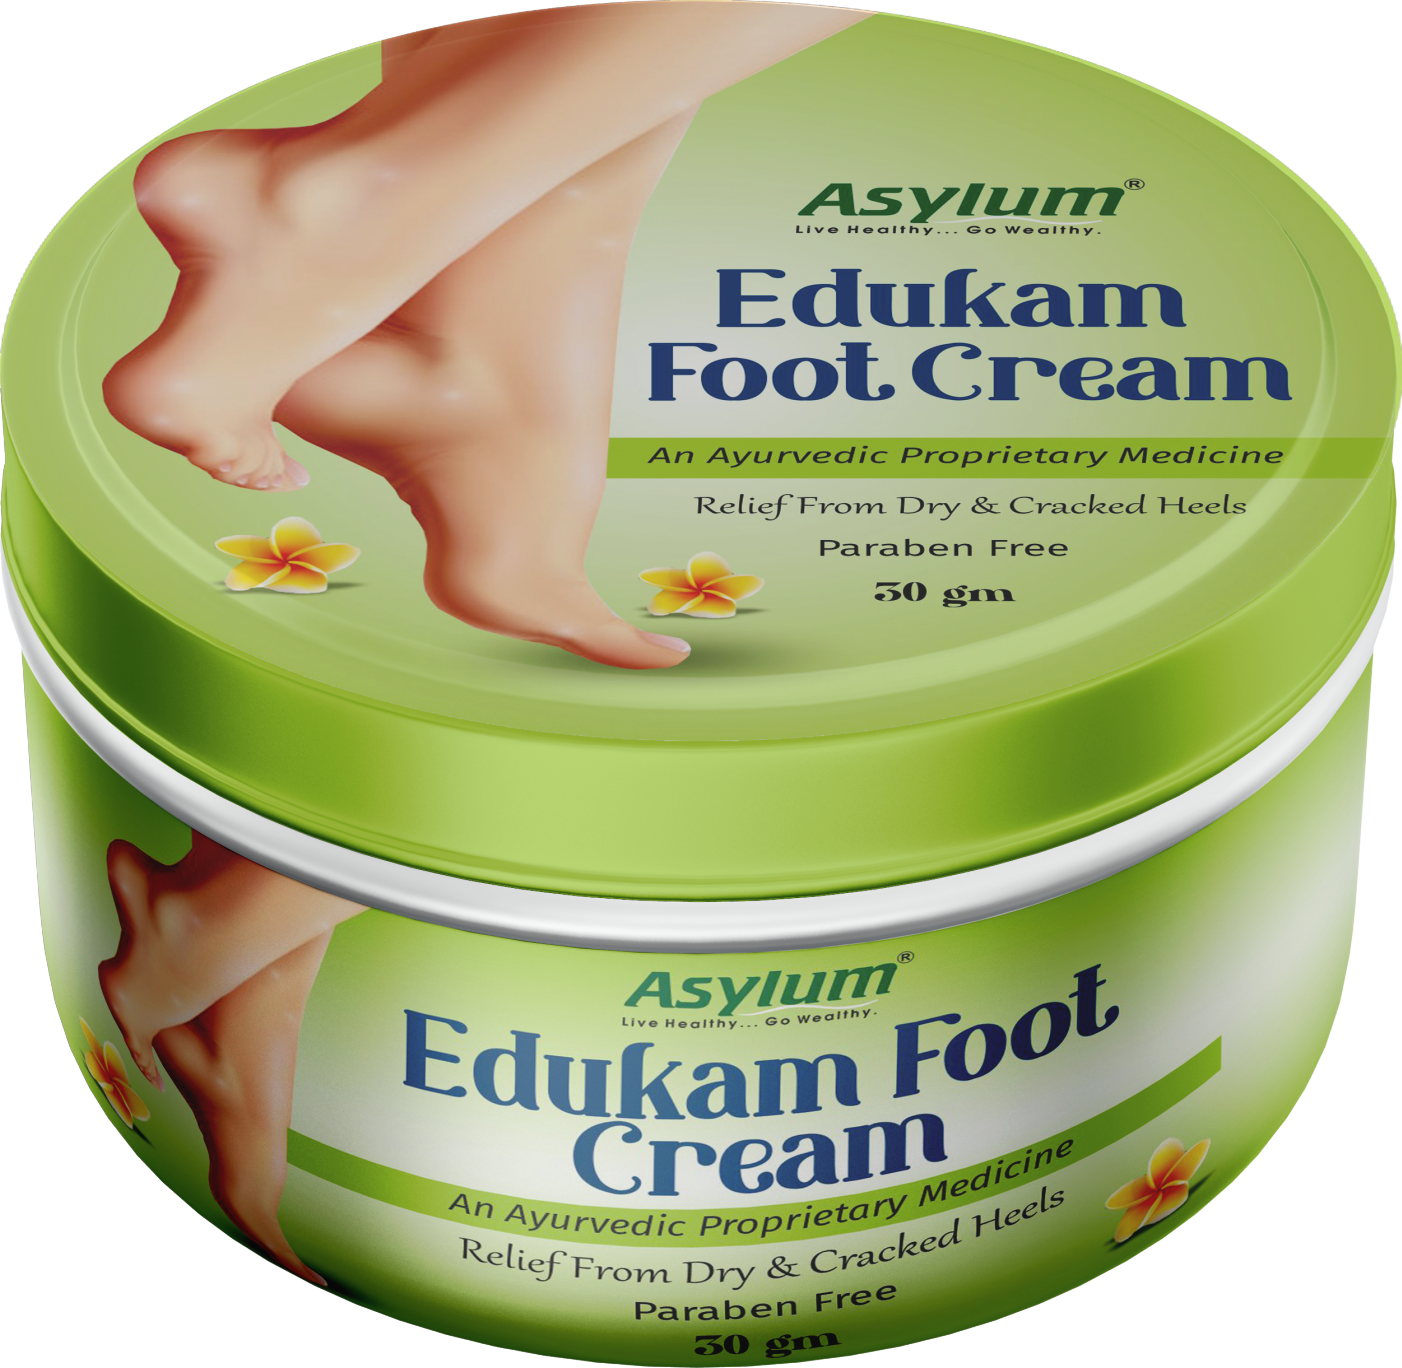 Asylum®
Live Healthy... Go Wealthy.
Edukam
Foot Cream
An Ayurvedic Proprietary Medicine
Relief From Dry & Cracked Heels
Paraben Free
30 gm
Asylum®
Live Healthy... Go Wealthy.
Edukam Foot
Cream
An Ayurvedic Proprietary Medicine
Relief From Dry & Cracked Heels
Paraben Free
30 gm